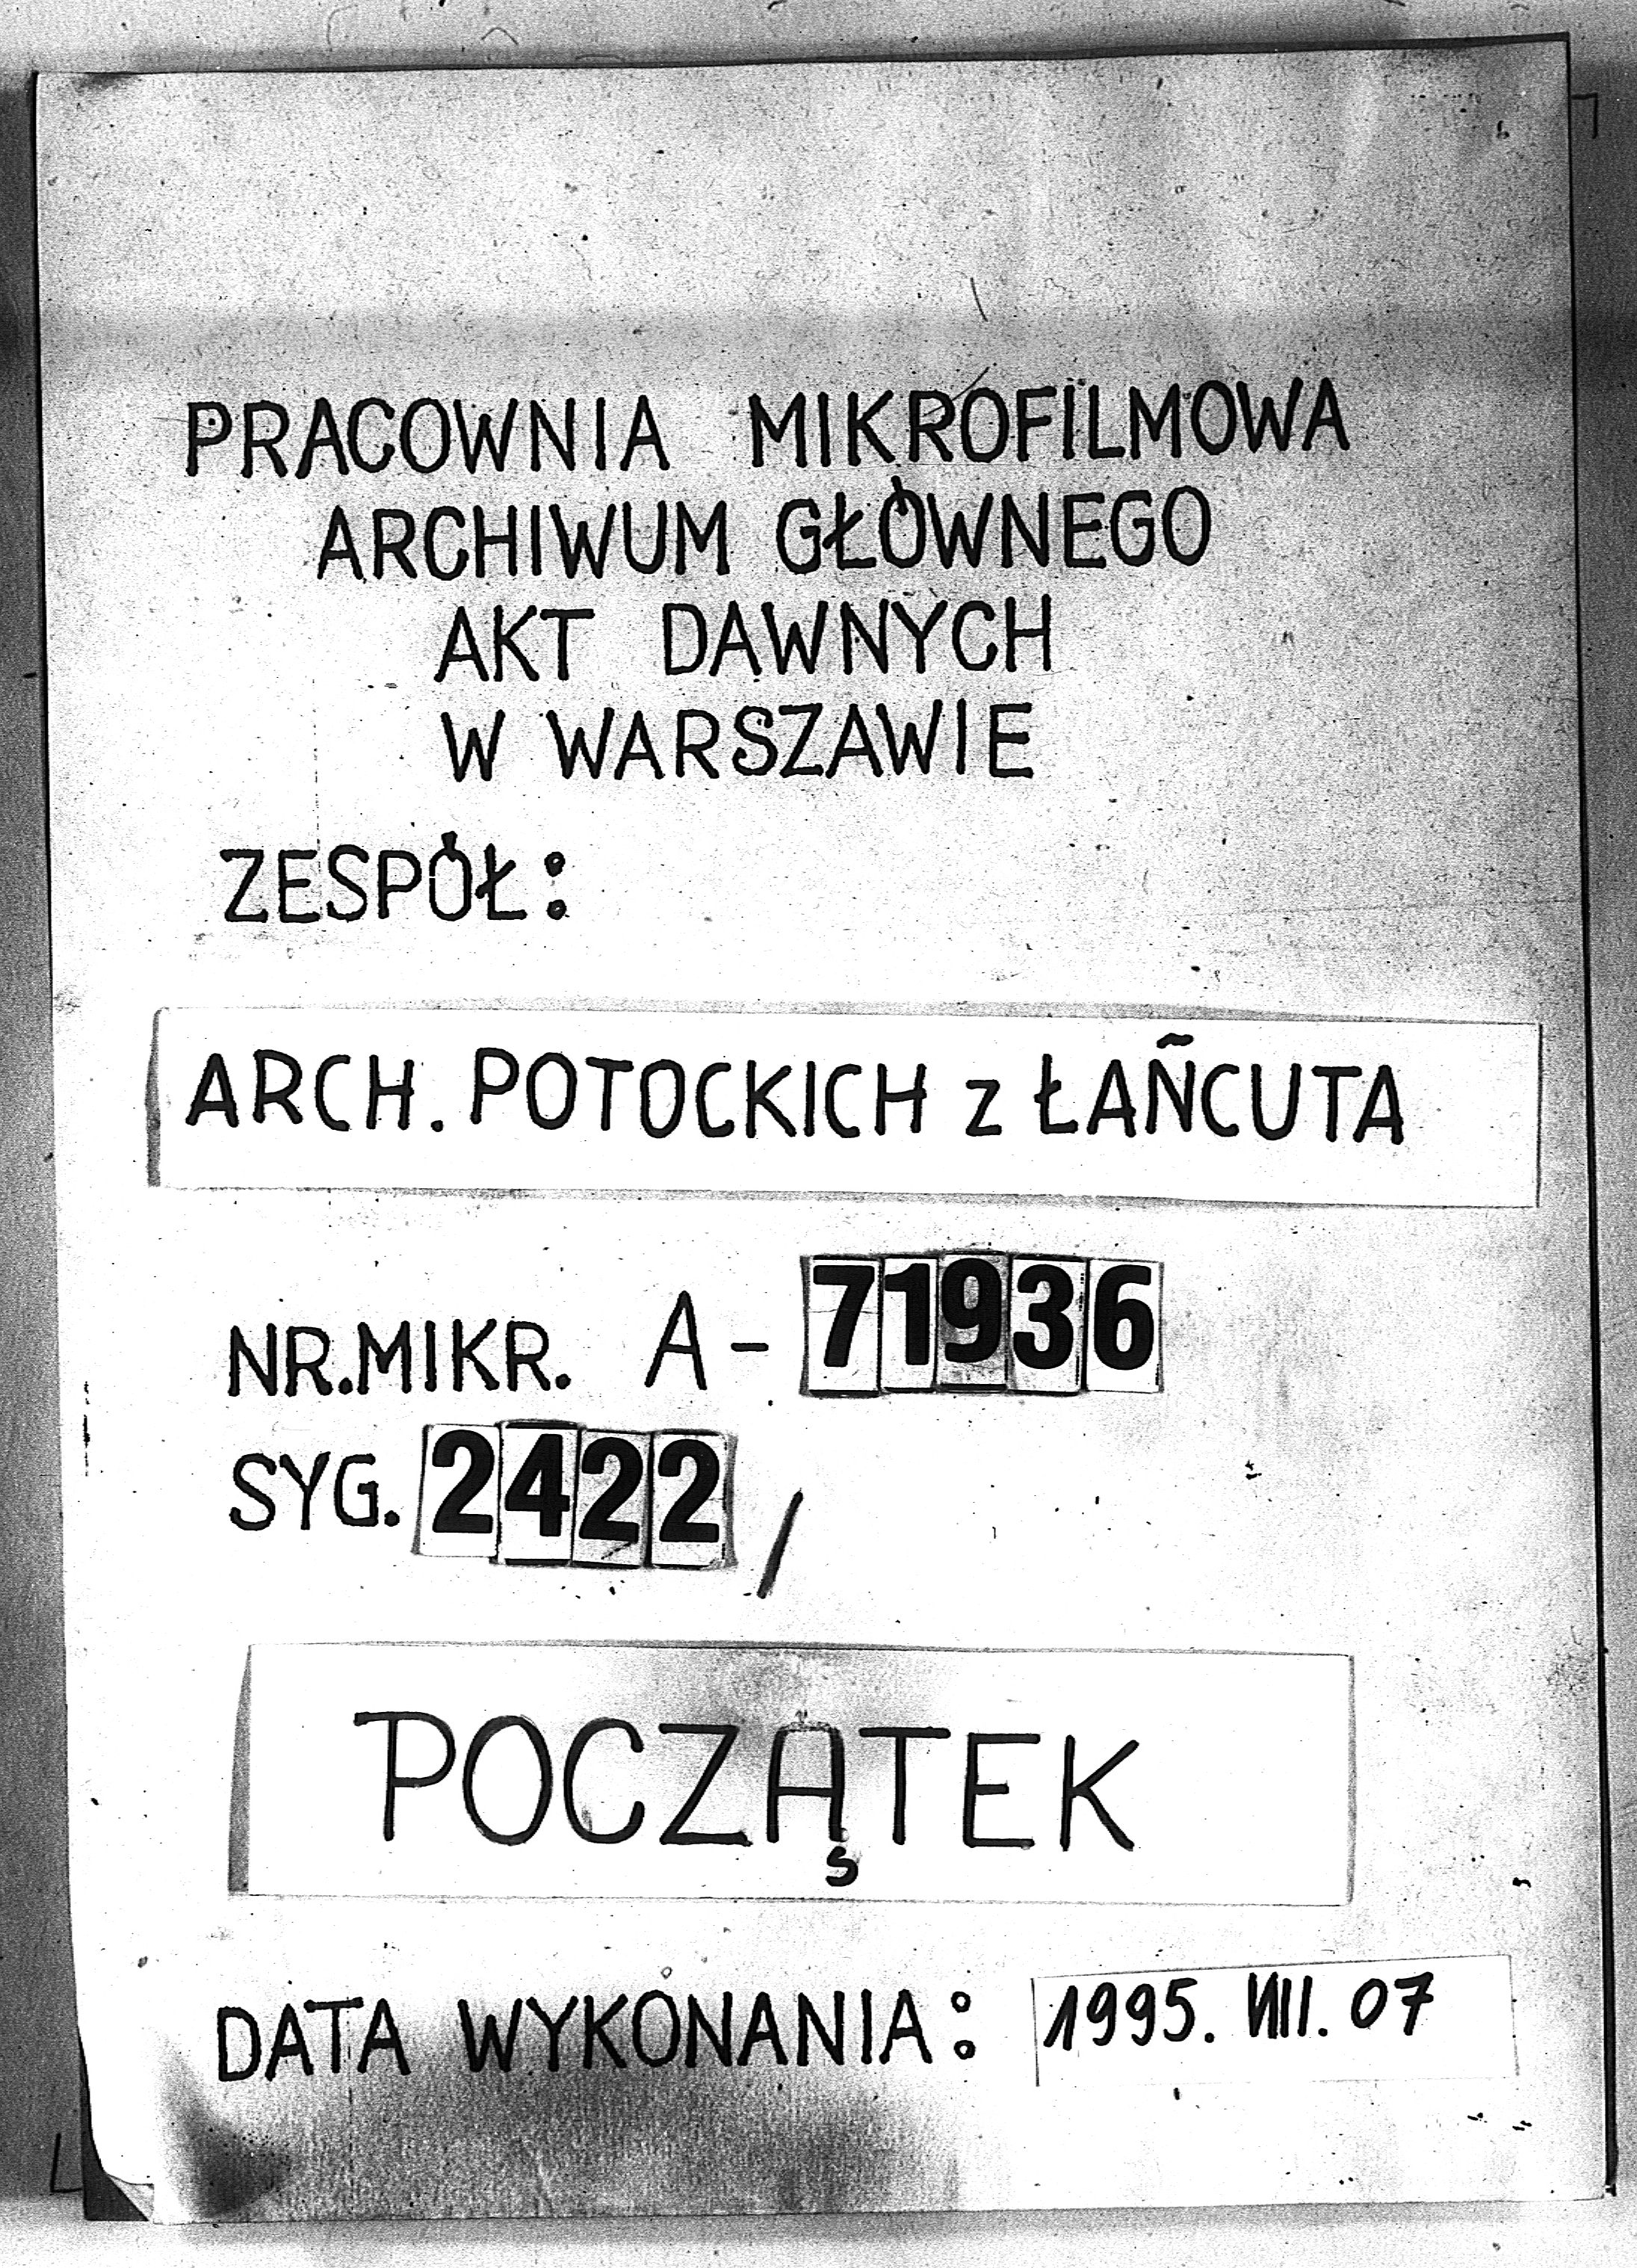 PRACOWNIA MIKROFILMOWA
ARCHIWUM GŁÓWNEGO
AKT DAWNYCH
W WARSZAWIE
ZESPÓŁ:
ARCH. POTOCKICH z ŁAŃCUTA
NR. MIKR. A-71936
SYG. 2422/
POCZĄTEK
DATA WYKONANIA: 1995. VIII. 07